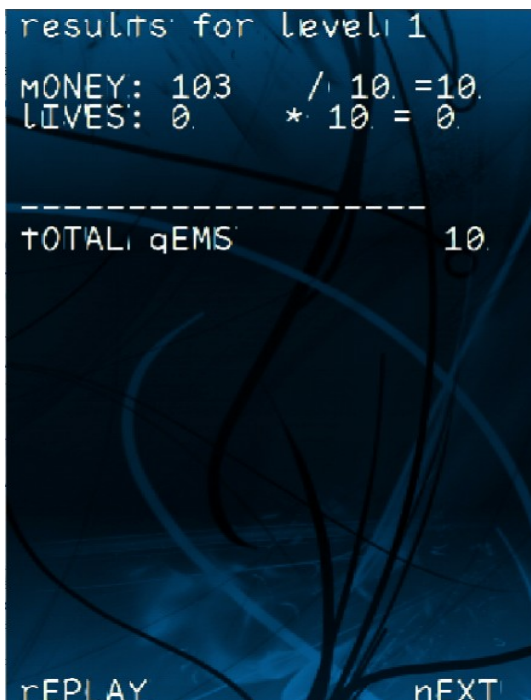 results for level 1
mONEY: 103 / 10 =10
lIVES: 0 * 10 = 0
--------------------
tOTAL gEMS 10
rEPLAY nEXT